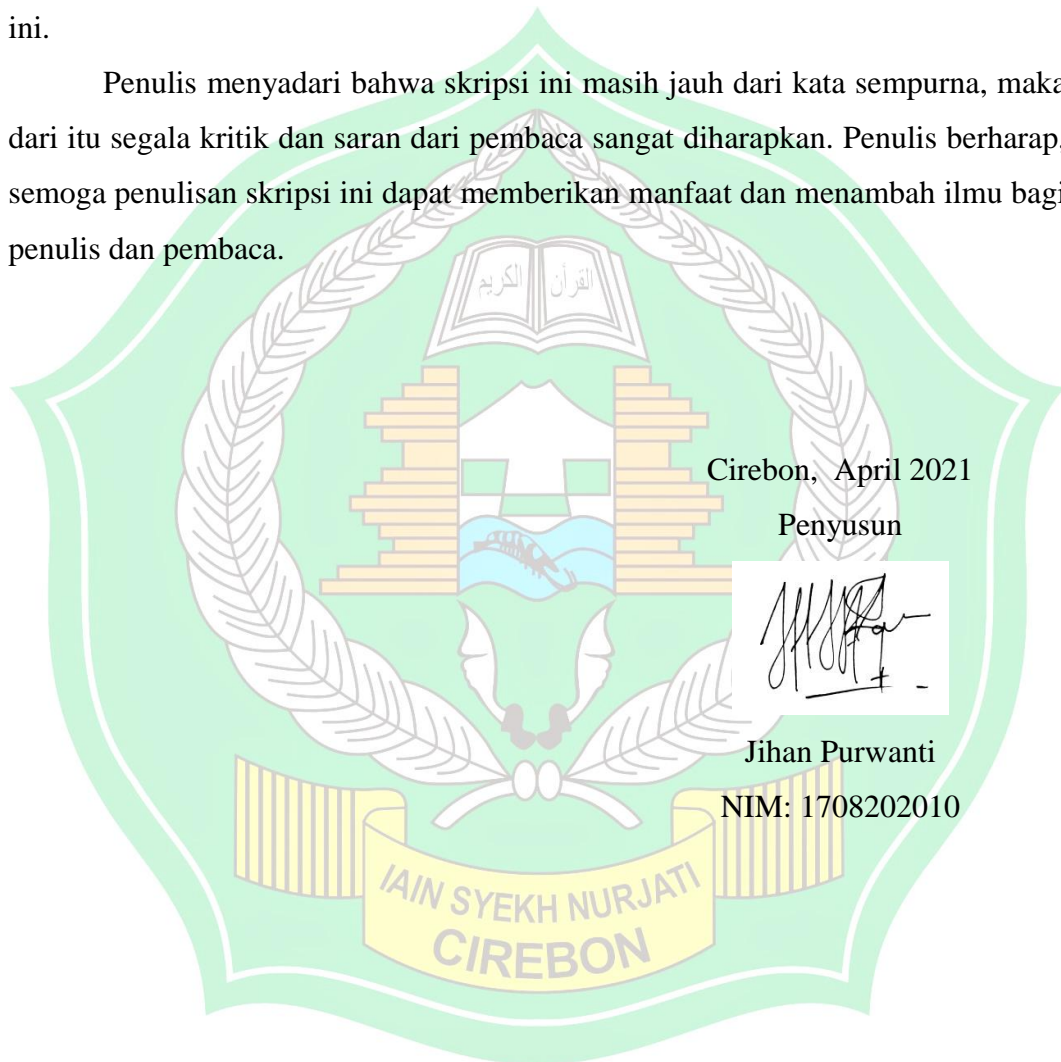 ini.
Penulis menyadari bahwa skripsi ini masih jauh dari kata sempurna, maka
dari itu segala kritik dan saran dari pembaca sangat diharapkan. Penulis berharap,
semoga penulisan skripsi ini dapat memberikan manfaat dan menambah ilmu bagi
penulis dan pembaca.
القرآن الكريم
Cirebon,  April 2021
Penyusun
Jihan Purwanti
NIM: 1708202010
IAIN SYEKH NURJATI
CIREBON